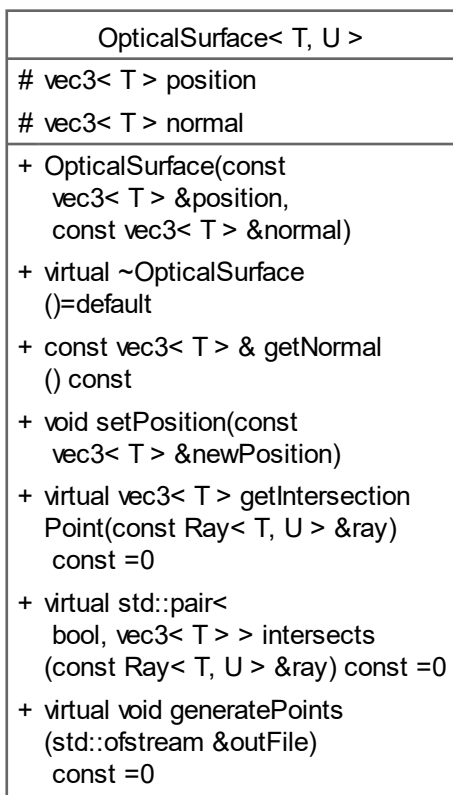 OpticalSurface< T, U >
# vec3< T > position
# vec3< T > normal
+ OpticalSurface(const
vec3< T > &position,
const vec3< T > &normal)
+ virtual ~OpticalSurface
()=default
+ const vec3< T > & getNormal
() const
+ void setPosition(const
vec3< T > &newPosition)
+ virtual vec3< T > getIntersection
Point(const Ray< T, U > &ray)
const =0
+ virtual std::pair<
bool, vec3< T > > intersects
(const Ray< T, U > &ray) const =0
+ virtual void generatePoints
(std::ofstream &outFile)
const =0